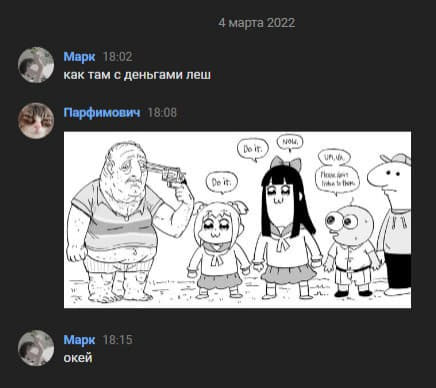 4 марта 2022
Марк 18:02
как там с деньгами леш
Парфимович 18:08
Do it.
NOW.
Do it.
Um, uh,
Please don't
listen to them.
Марк 18:15
окей